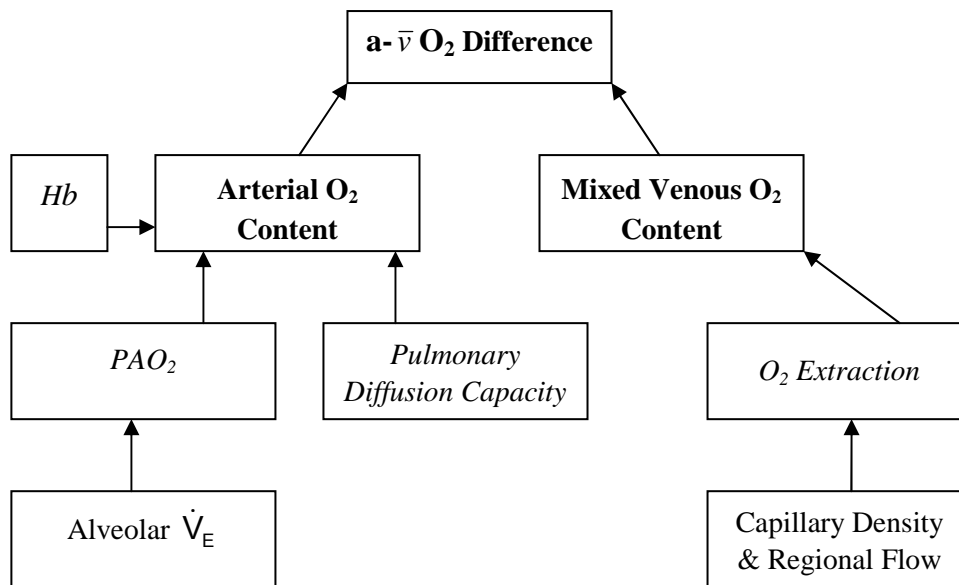 a- v̅ O₂ Difference
Hb
Arterial O₂
Content
Mixed Venous O₂
Content
PAO₂
Pulmonary
Diffusion Capacity
O₂ Extraction
Alveolar V̇E
Capillary Density
& Regional Flow